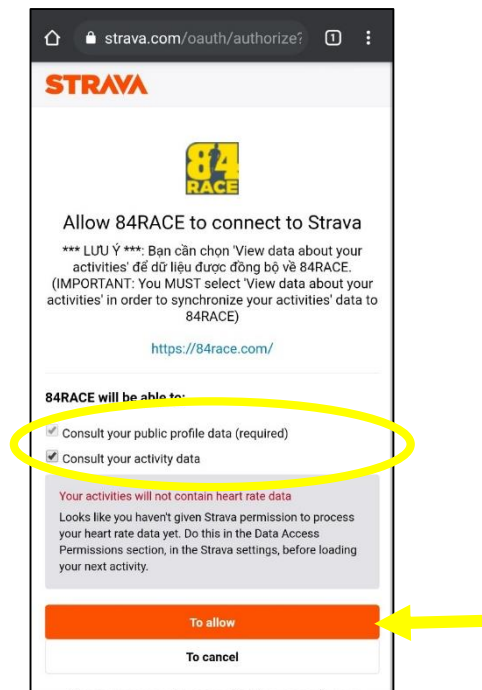 strava.com/oauth/authorize?
1
STRAVA
84
RACE
Allow 84RACE to connect to Strava
*** LƯU Ý ***: Bạn cần chọn 'View data about your
activities' để dữ liệu được đồng bộ về 84RACE.
(IMPORTANT: You MUST select 'View data about your
activities' in order to synchronize your activities' data to
84RACE)
https://84race.com/
84RACE will be able to:
Consult your public profile data (required)
Consult your activity data
Your activities will not contain heart rate data
Looks like you haven't given Strava permission to process
your heart rate data yet. Do this in the Data Access
Permissions section, in the Strava settings, before loading
your next activity.
To allow
To cancel